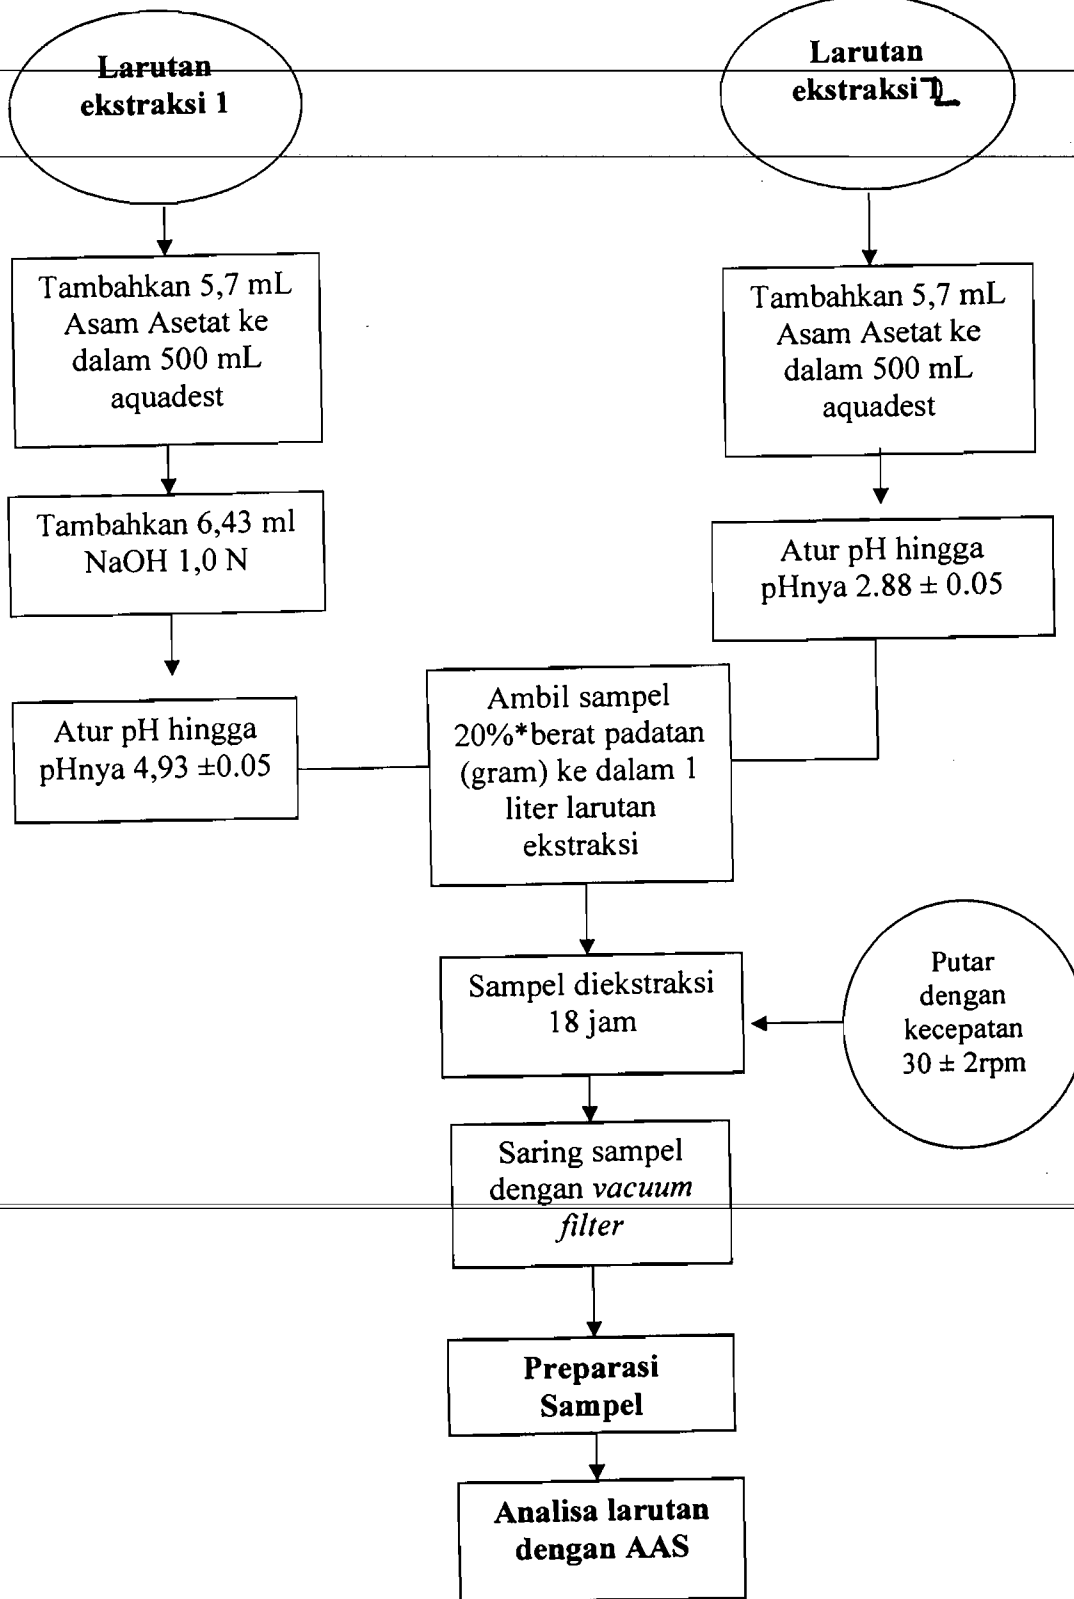 Larutan
ekstraksi 1
Larutan
ekstraksi 2
Tambahkan 5,7 mL
Asam Asetat ke
dalam 500 mL
aquadest
Tambahkan 5,7 mL
Asam Asetat ke
dalam 500 mL
aquadest
Tambahkan 6,43 ml
NaOH 1,0 N
Atur pH hingga
pHnya 2.88 ± 0.05
Atur pH hingga
pHnya 4,93 ±0.05
Ambil sampel
20%*berat padatan
(gram) ke dalam 1
liter larutan
ekstraksi
Sampel diekstraksi
18 jam
Putar
dengan
kecepatan
30 ± 2rpm
Saring sampel
dengan vacuum
filter
Preparasi
Sampel
Analisa larutan
dengan AAS